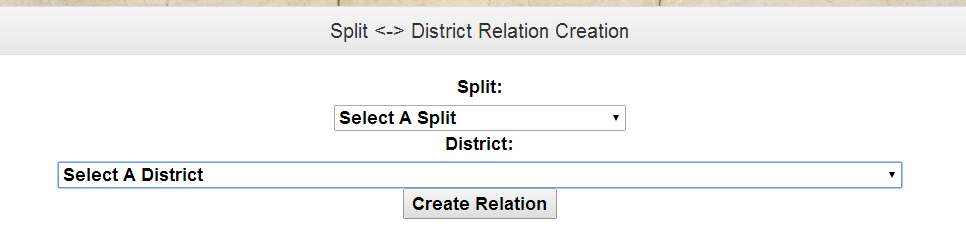 Split <-> District Relation Creation
Split:
Select A Split
District:
Select A District
Create Relation